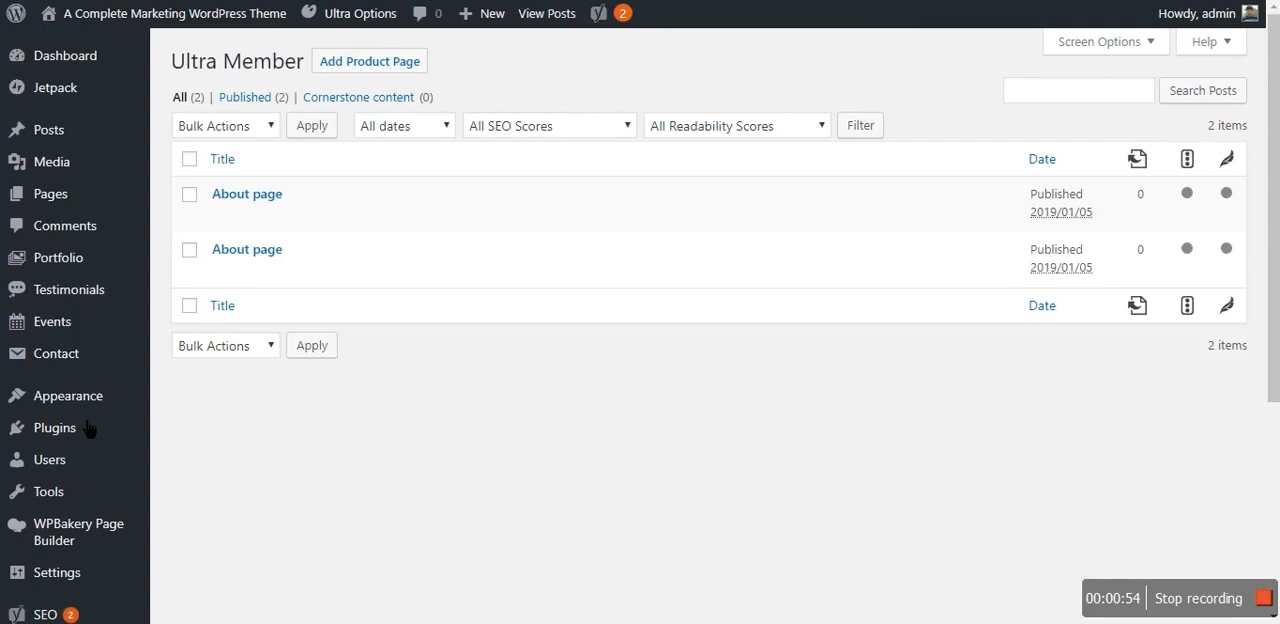 A Complete Marketing WordPress Theme Ultra Options 0 + New View Posts 2 Howdy, admin
Dashboard
Jetpack
Posts
Media
Pages
Comments
Portfolio
Testimonials
Events
Contact
Appearance
Plugins
Users
Tools
WPBakery Page
Builder
Settings
SEO 2
Screen Options Help
Ultra Member Add Product Page
All (2) | Published (2) | Cornerstone content (0)
Search Posts
Bulk Actions Apply All dates All SEO Scores All Readability Scores Filter 2 items
Title Date
About page Published 0
2019/01/05
About page Published 0
2019/01/05
Title Date
Bulk Actions Apply 2 items
00:00:54 Stop recording